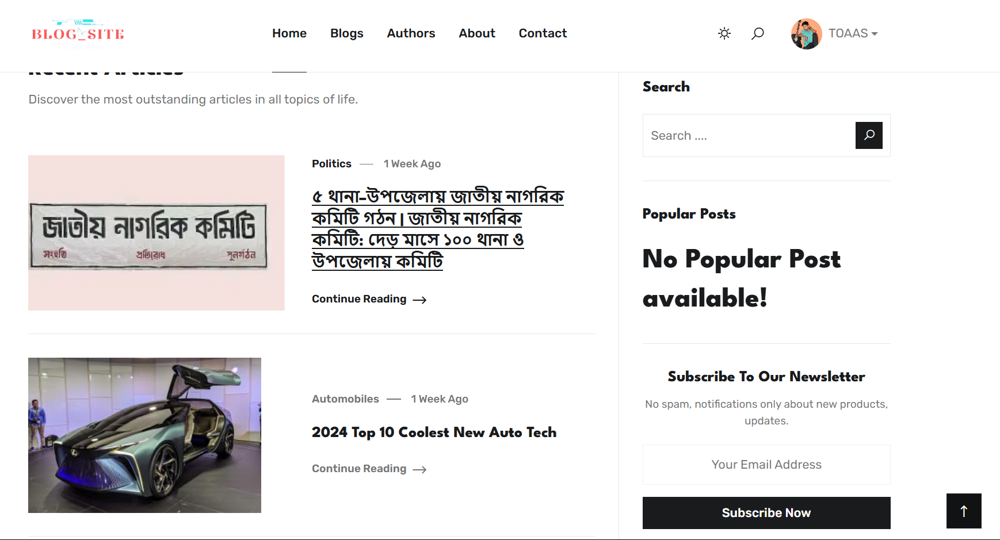 BLOG_SITE
Home
Blogs
Authors
About
Contact
TOAAS
Recent Articles
Discover the most outstanding articles in all topics of life.
জাতীয় নাগরিক কমিটি
সংহতি
প্রতিরোধ
পুনর্গঠন
Politics — 1 Week Ago
৫ থানা-উপজেলায় জাতীয় নাগরিক
কমিটি গঠন | জাতীয় নাগরিক
কমিটি: দেড় মাসে ১০০ থানা ও
উপজেলায় কমিটি
Continue Reading →
Automobiles — 1 Week Ago
2024 Top 10 Coolest New Auto Tech
Continue Reading →
Search
Search ....
Popular Posts
No Popular Post
available!
Subscribe To Our Newsletter
No spam, notifications only about new products,
updates.
Your Email Address
Subscribe Now